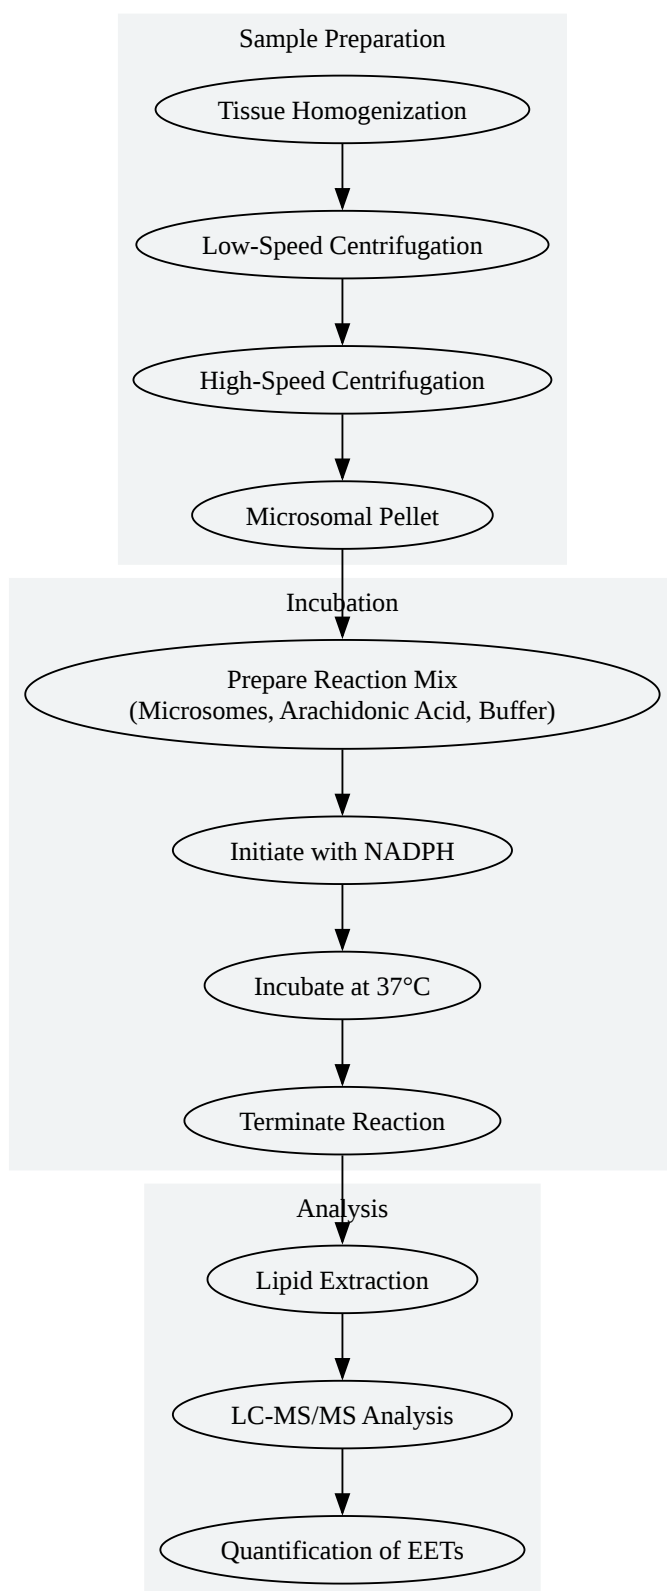 Sample Preparation
Tissue Homogenization
Low-Speed Centrifugation
High-Speed Centrifugation
Microsomal Pellet
Incubation
Prepare Reaction Mix
(Microsomes, Arachidonic Acid, Buffer)
Initiate with NADPH
Incubate at 37°C
Terminate Reaction
Analysis
Lipid Extraction
LC-MS/MS Analysis
Quantification of EETs